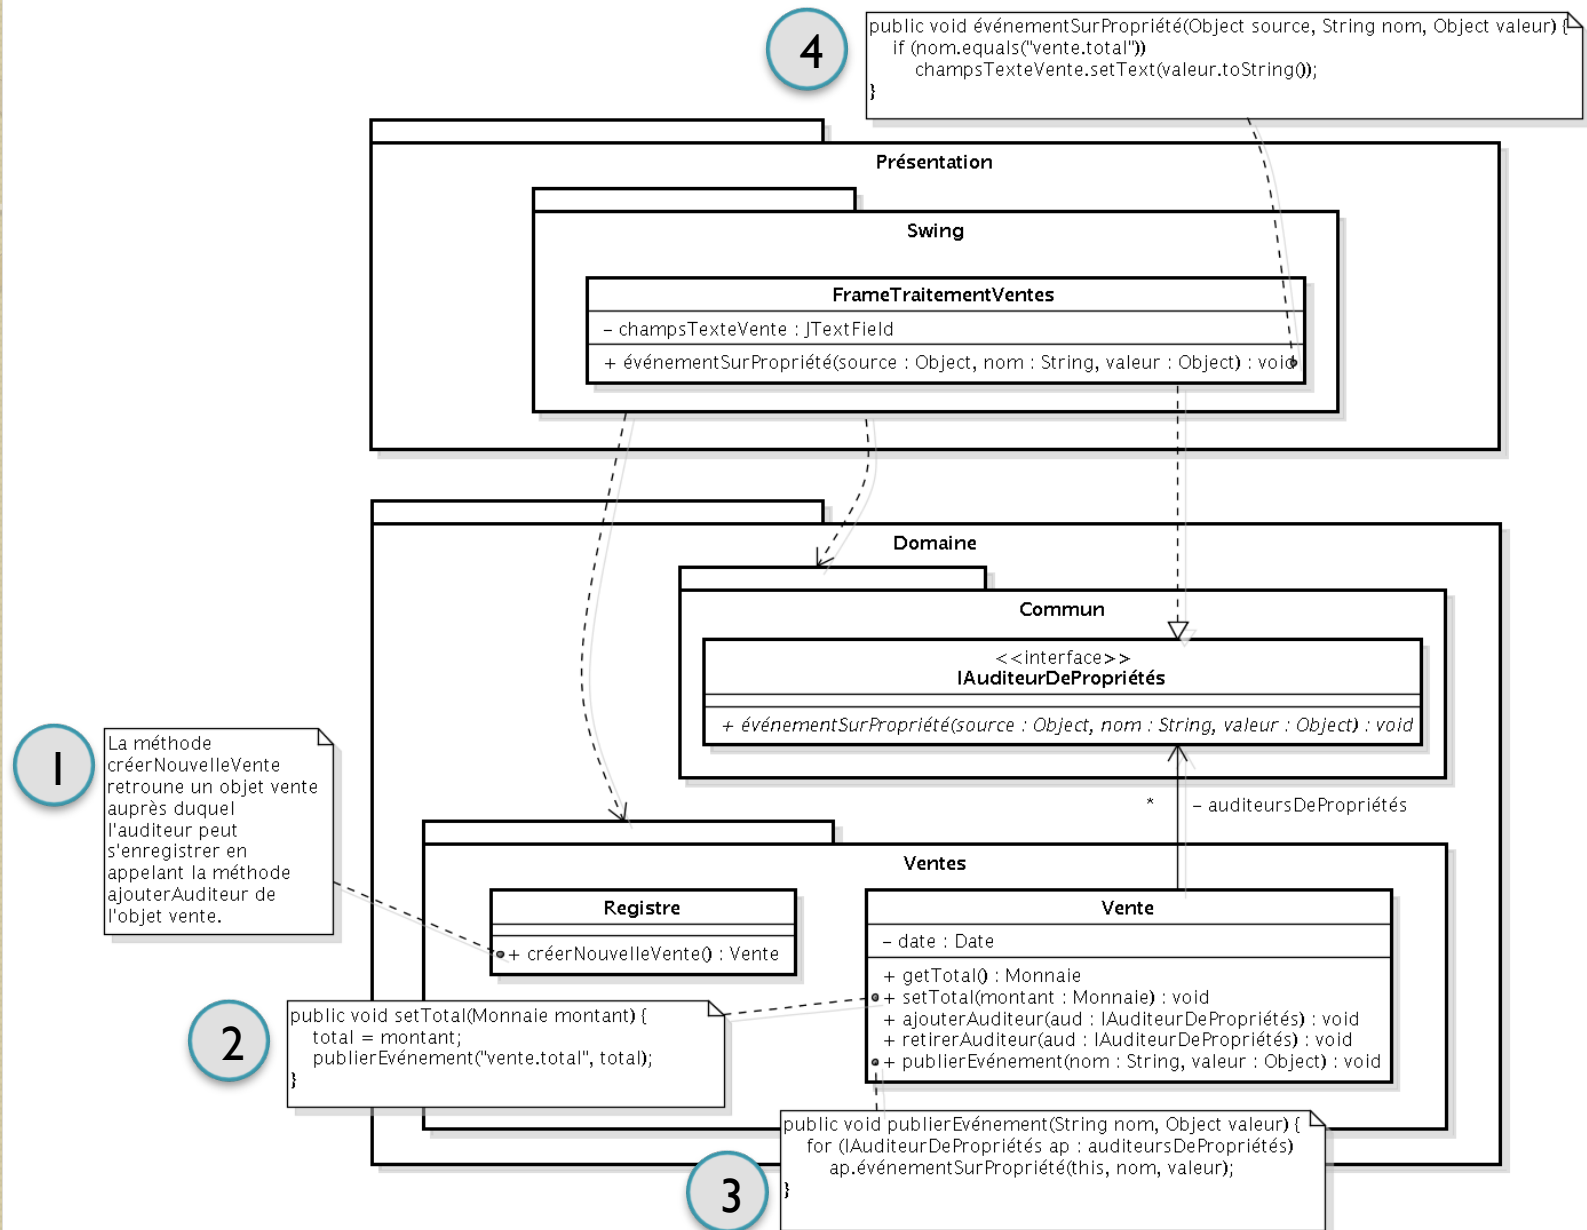 4
public void événementSurPropriété(Object source, String nom, Object valeur) {
if (nom.equals("vente.total"))
champsTexteVente.setText(valeur.toString());
}
Présentation
Swing
FrameTraitementVentes
- champsTexteVente : JTextField
+ événementSurPropriété(source : Object, nom : String, valeur : Object) : void
Domaine
Commun
<<interface>>
IAuditeurDePropriétés
+ événementSurPropriété(source : Object, nom : String, valeur : Object) : void
1
La méthode
créerNouvelleVente
retroune un objet vente
auprès duquel
l'auditeur peut
s'enregistrer en
appelant la méthode
ajouterAuditeur de
l'objet vente.
* - auditeursDePropriétés
Ventes
Registre
+ créerNouvelleVente() : Vente
Vente
- date : Date
+ getTotal() : Monnaie
+ setTotal(montant : Monnaie) : void
+ ajouterAuditeur(aud : IAuditeurDePropriétés) : void
+ retirerAuditeur(aud : IAuditeurDePropriétés) : void
+ publierEvénement(nom : String, valeur : Object) : void
2
public void setTotal(Monnaie montant) {
total = montant;
publierEvénement("vente.total", total);
}
3
public void publierEvénement(String nom, Object valeur) {
for (IAuditeurDePropriétés ap : auditeursDePropriétés)
ap.événementSurPropriété(this, nom, valeur);
}